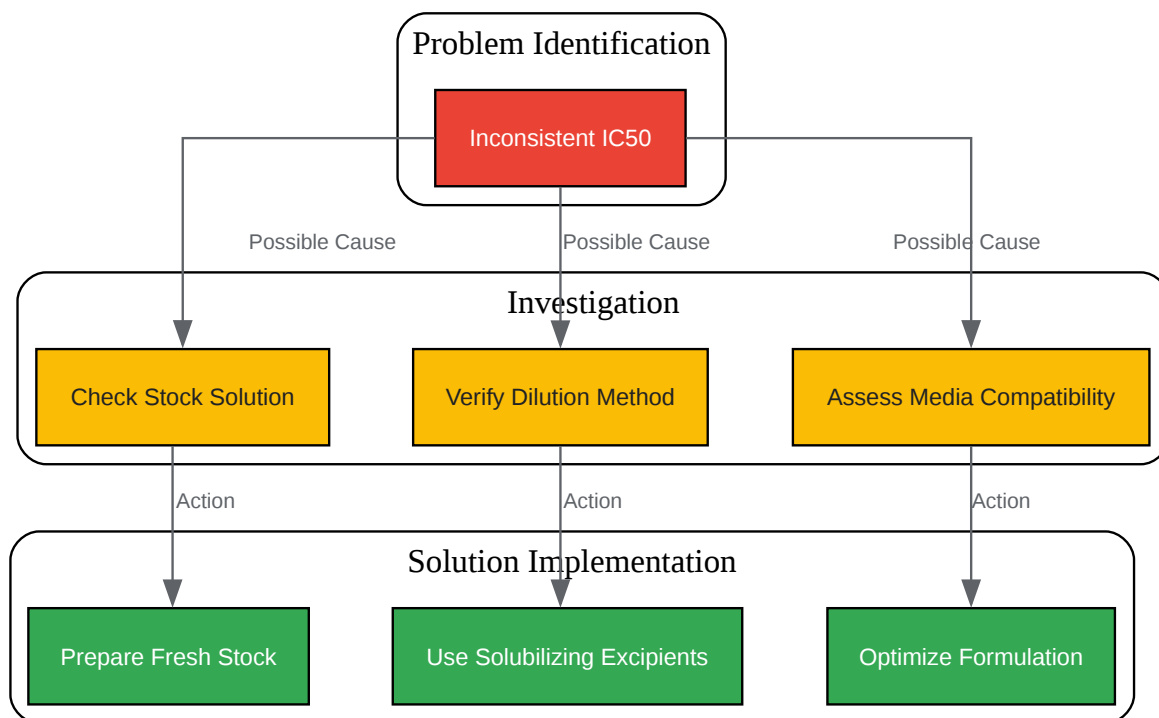 Problem Identification
Inconsistent IC50
Possible Cause
Possible Cause
Possible Cause
Investigation
Check Stock Solution
Verify Dilution Method
Assess Media Compatibility
Action
Action
Action
Solution Implementation
Prepare Fresh Stock
Use Solubilizing Excipients
Optimize Formulation